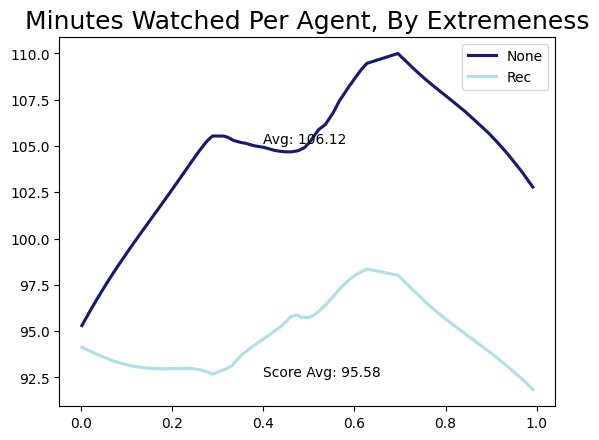 Minutes Watched Per Agent, By Extremeness
110.0
107.5
105.0
102.5
100.0
97.5
95.0
92.5
None
Rec
Avg: 106.12
Score Avg: 95.58
0.0 0.2 0.4 0.6 0.8 1.0